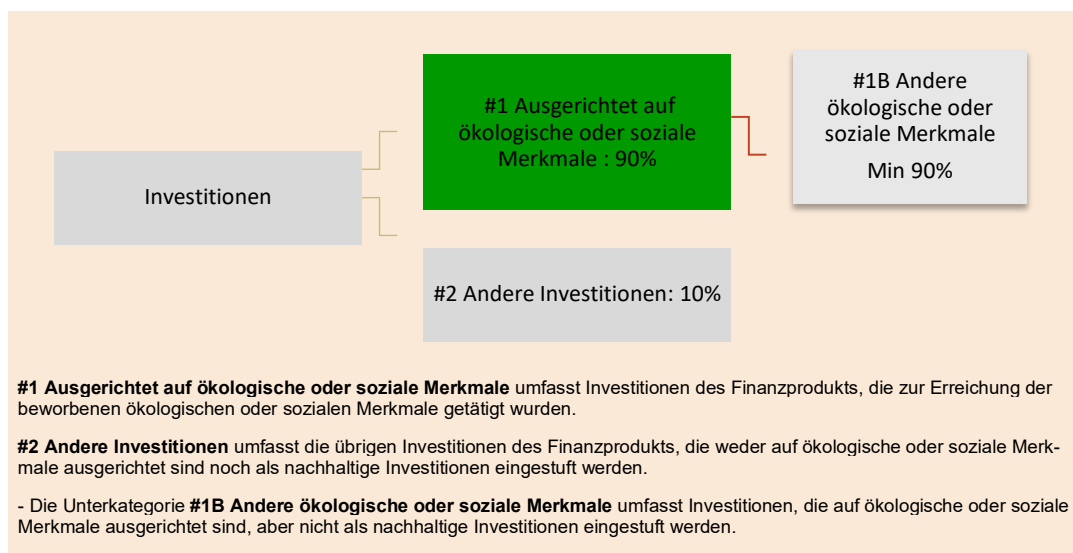 Investitionen
#1 Ausgerichtet auf
ökologische oder soziale
Merkmale : 90%
#1B Andere
ökologische oder
soziale Merkmale
Min 90%
#2 Andere Investitionen: 10%
#1 Ausgerichtet auf ökologische oder soziale Merkmale umfasst Investitionen des Finanzprodukts, die zur Erreichung der
beworbenen ökologischen oder sozialen Merkmale getätigt wurden.
#2 Andere Investitionen umfasst die übrigen Investitionen des Finanzprodukts, die weder auf ökologische oder soziale Merk-
male ausgerichtet sind noch als nachhaltige Investitionen eingestuft werden.
- Die Unterkategorie #1B Andere ökologische oder soziale Merkmale umfasst Investitionen, die auf ökologische oder soziale
Merkmale ausgerichtet sind, aber nicht als nachhaltige Investitionen eingestuft werden.